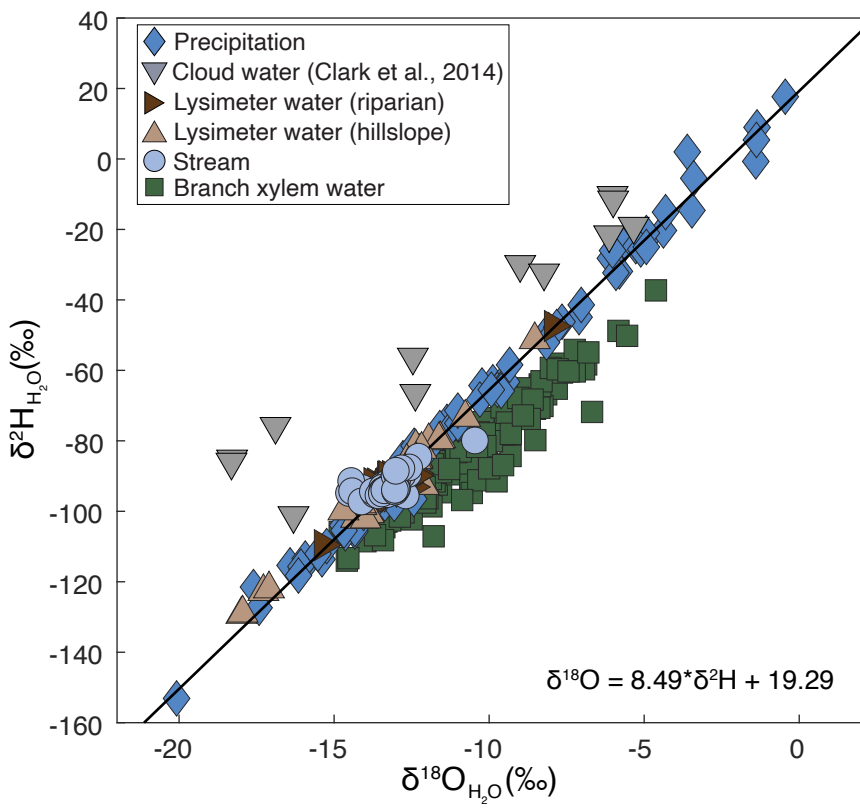 Precipitation
Cloud water (Clark et al., 2014)
Lysimeter water (riparian)
Lysimeter water (hillslope)
Stream
Branch xylem water
40
20
0
-20
-40
-60
-80
-100
-120
-140
-160
δ²H_H₂O(‰)
δ¹⁸O = 8.49*δ²H + 19.29
-20
-15
-10
-5
0
δ¹⁸O_H₂O(‰)